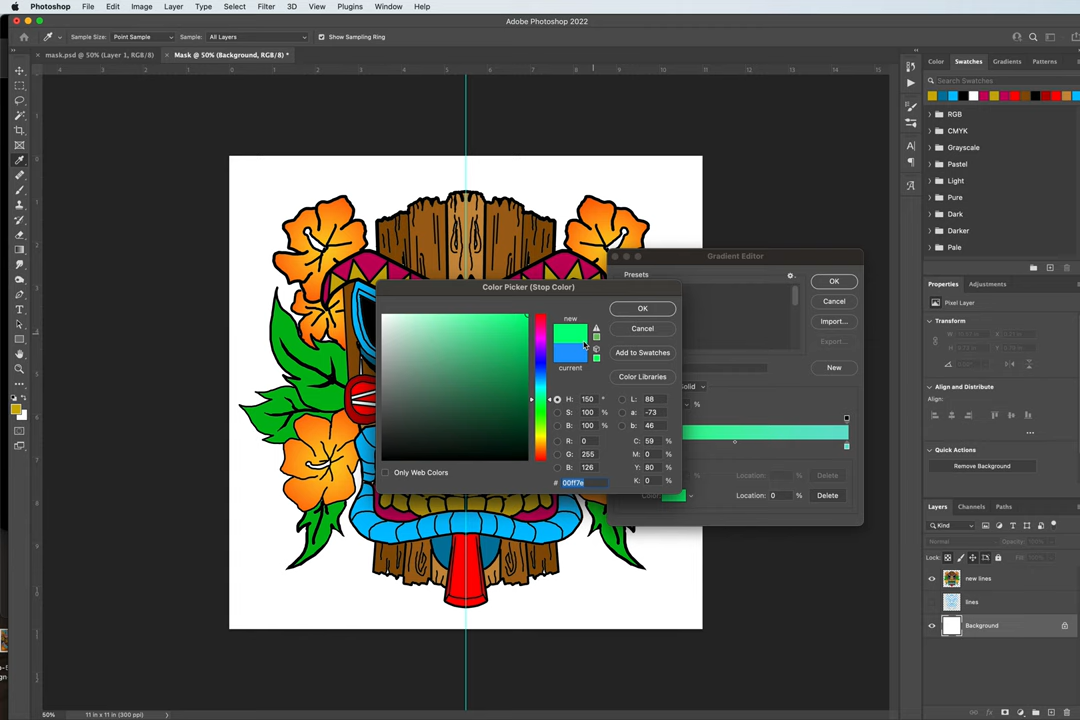 Photoshop File Edit Image Layer Type Select Filter 3D View Plugins Window Help
Adobe Photoshop 2022
Sample Size: Point Sample Sample: All Layers Show Sampling Ring
× mask.psd @ 50% (Layer 1, RGB/8) × Mask @ 50% (Background, RGB/8) *
Color Swatches Gradients Patterns
Search Swatches
RGB
CMYK
Grayscale
Pastel
Light
Pure
Dark
Darker
Pale
Gradient Editor
Presets
OK
Cancel
Import...
Export...
New
Solid
%
Location: % Delete
Color: Location: 0 % Delete
Color Picker (Stop Color)
new
current
OK
Cancel
Add to Swatches
Color Libraries
H: 150 ° L: 88
S: 100 % a: -73
B: 100 % b: 46
R: 0 C: 59 %
G: 255 M: 0 %
B: 126 Y: 80 %
# 00ff7e K: 0 %
Only Web Colors
Properties Adjustments
Pixel Layer
Transform
Align and Distribute
Align:
Quick Actions
Remove Background
Layers Channels Paths
Kind
Normal Opacity:
Lock: Fill:
new lines
lines
Background
50% 11 in x 11 in (300 ppi)